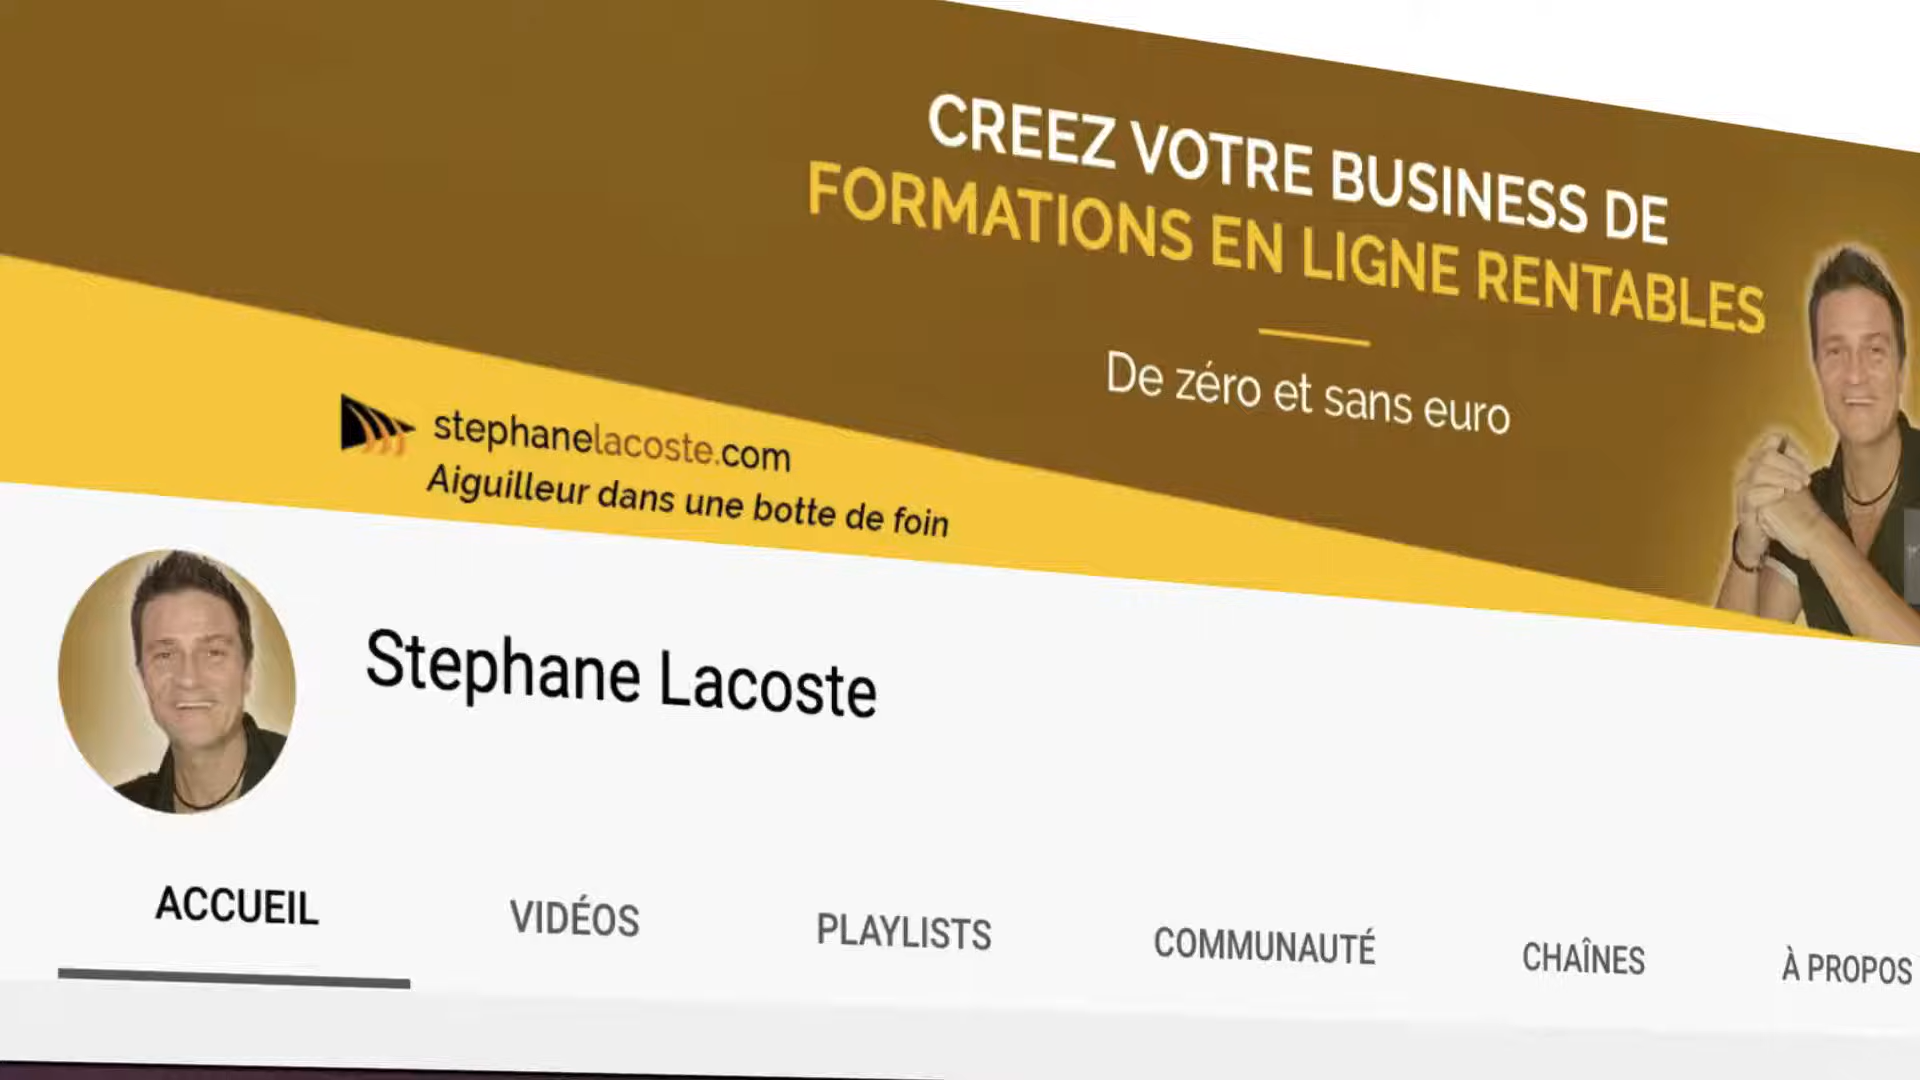 CREEZ VOTRE BUSINESS DE
FORMATIONS EN LIGNE RENTABLES
De zéro et sans euro
stephanelacoste.com
Aiguilleur dans une botte de foin
Stephane Lacoste
ACCUEIL VIDÉOS PLAYLISTS COMMUNAUTÉ CHAÎNES À PROPOS